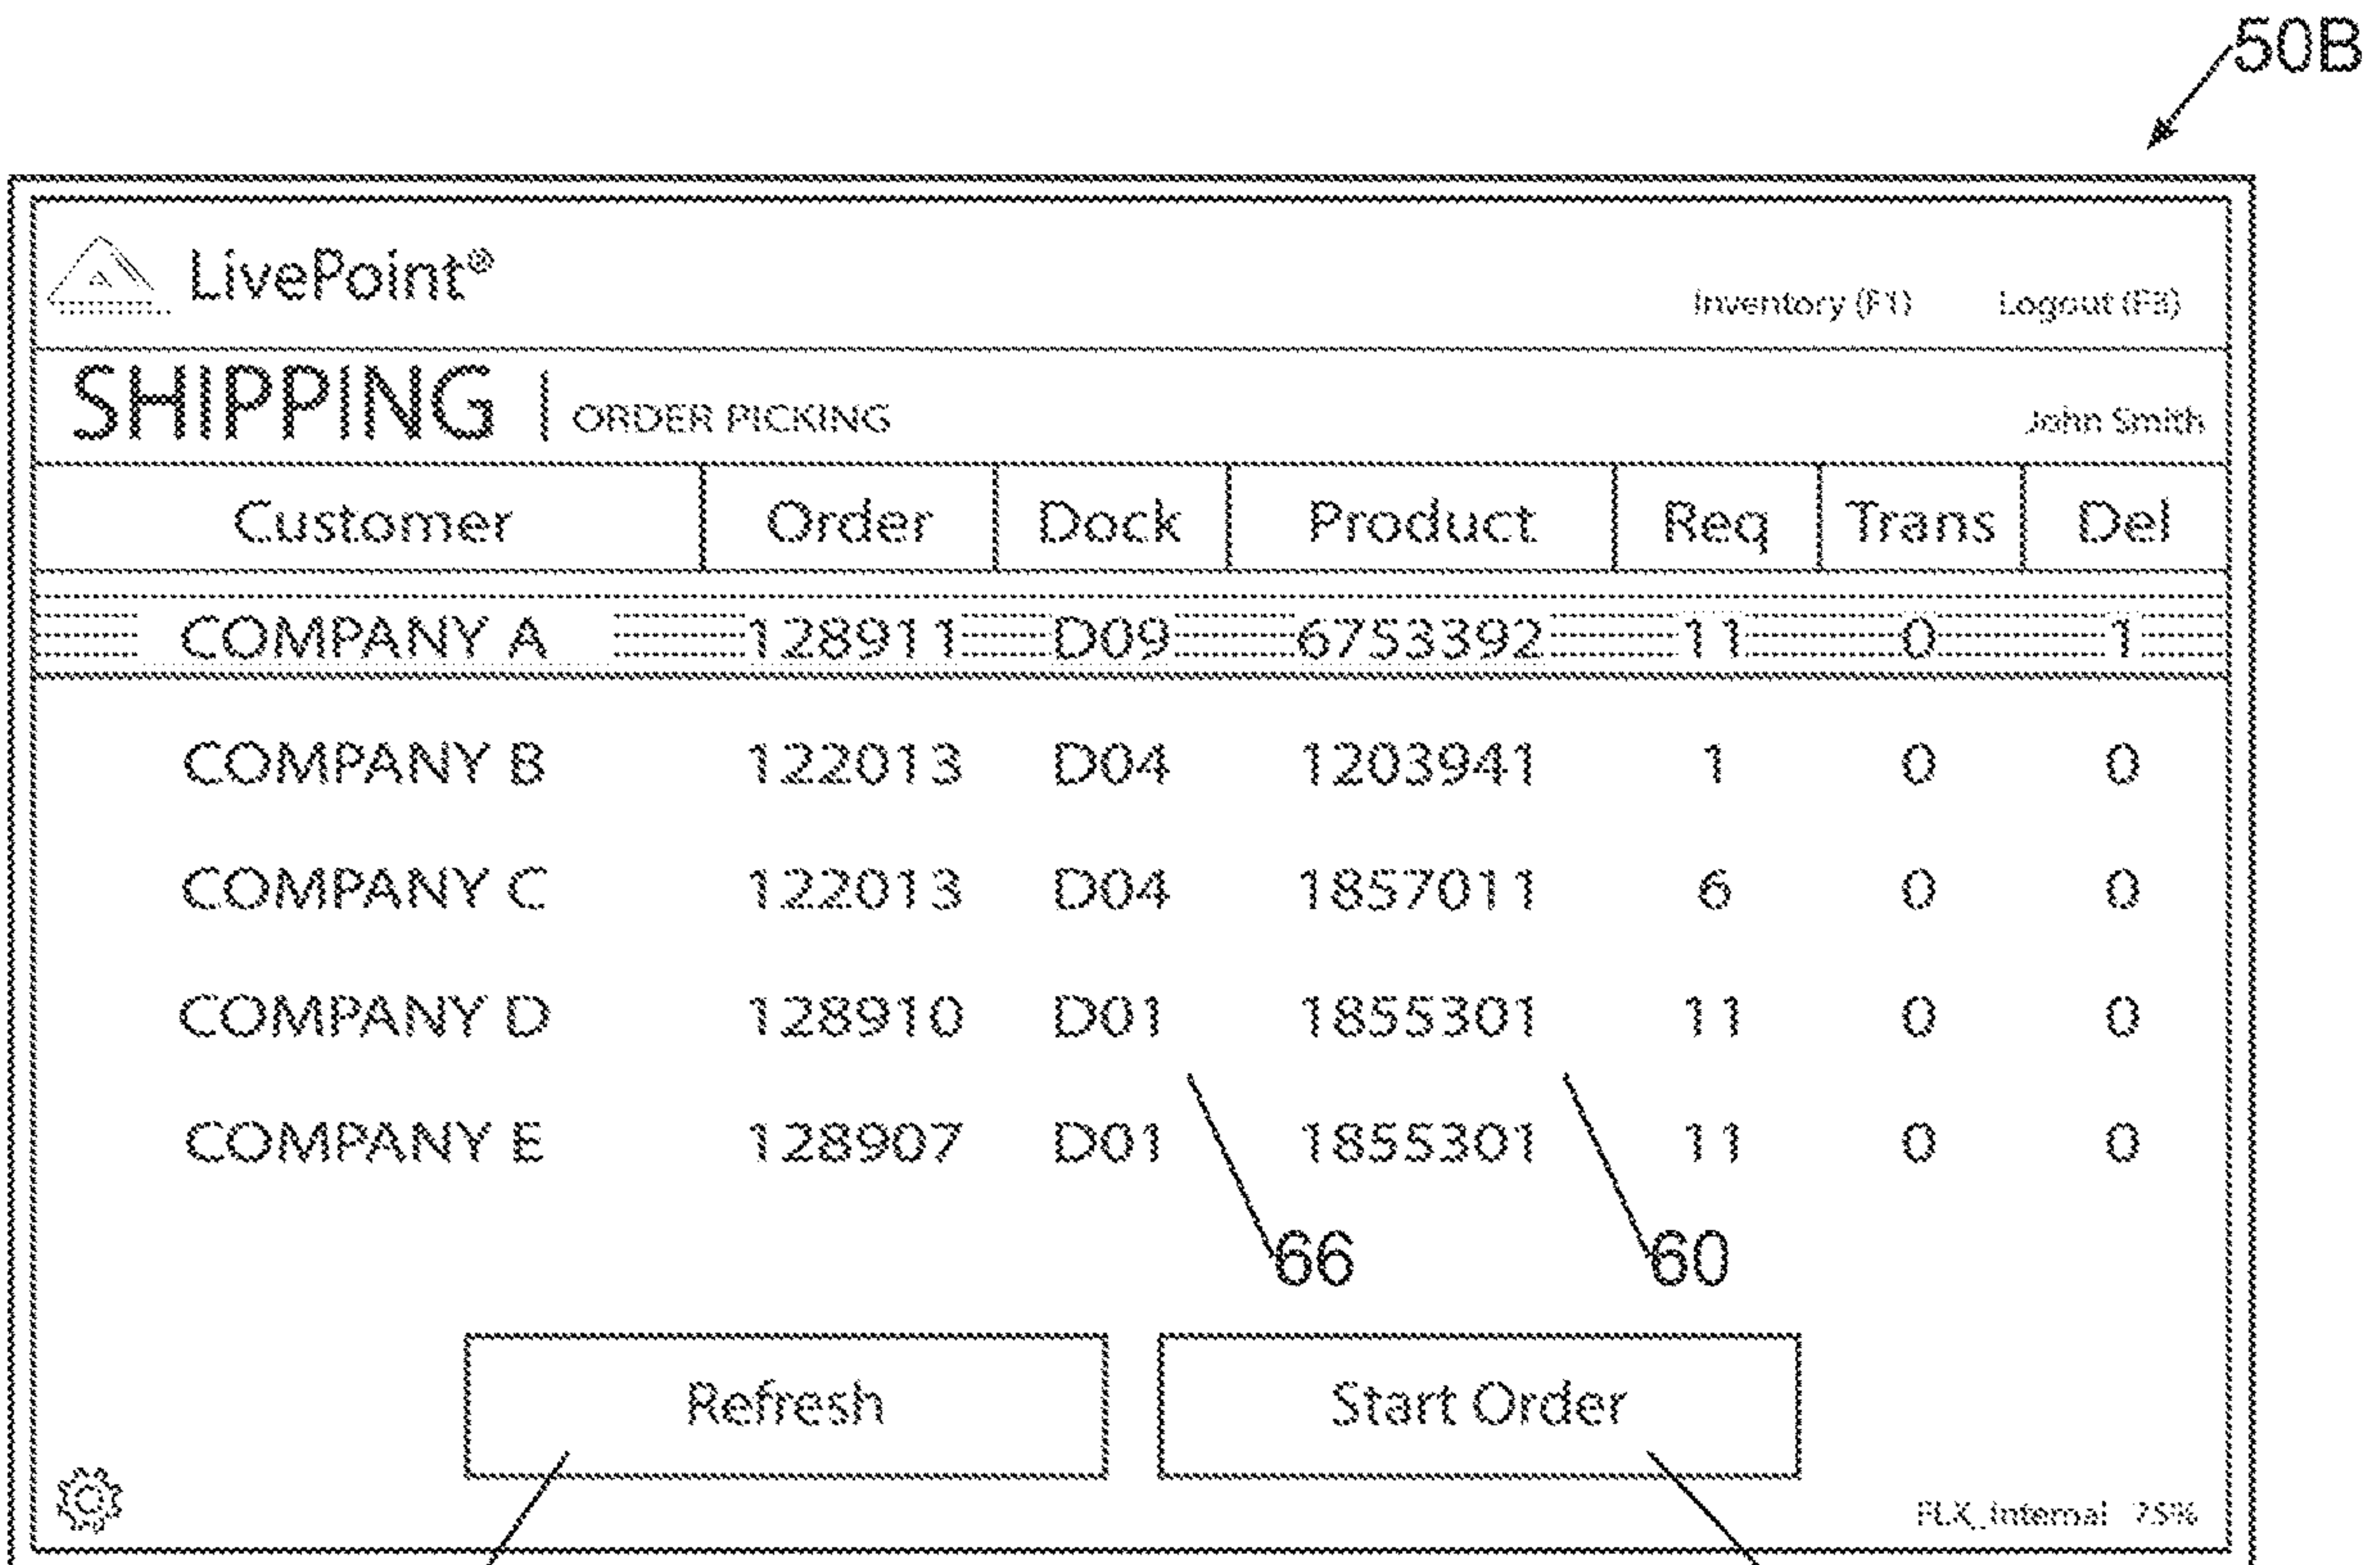 50B
LivePoint®
Inventory (F1) Logout (F3)
SHIPPING | ORDER PICKING John Smith
Customer Order Dock Product Req Trans Del
COMPANY A 128911 D09 6753392 11 0 1
COMPANY B 122013 D04 1203941 1 0 0
COMPANY C 122013 D04 1857011 6 0 0
COMPANY D 128910 D01 1855301 11 0 0
COMPANY E 128907 D01 1855301 11 0 0
66 60
Refresh Start Order
FLX_Internal 75%